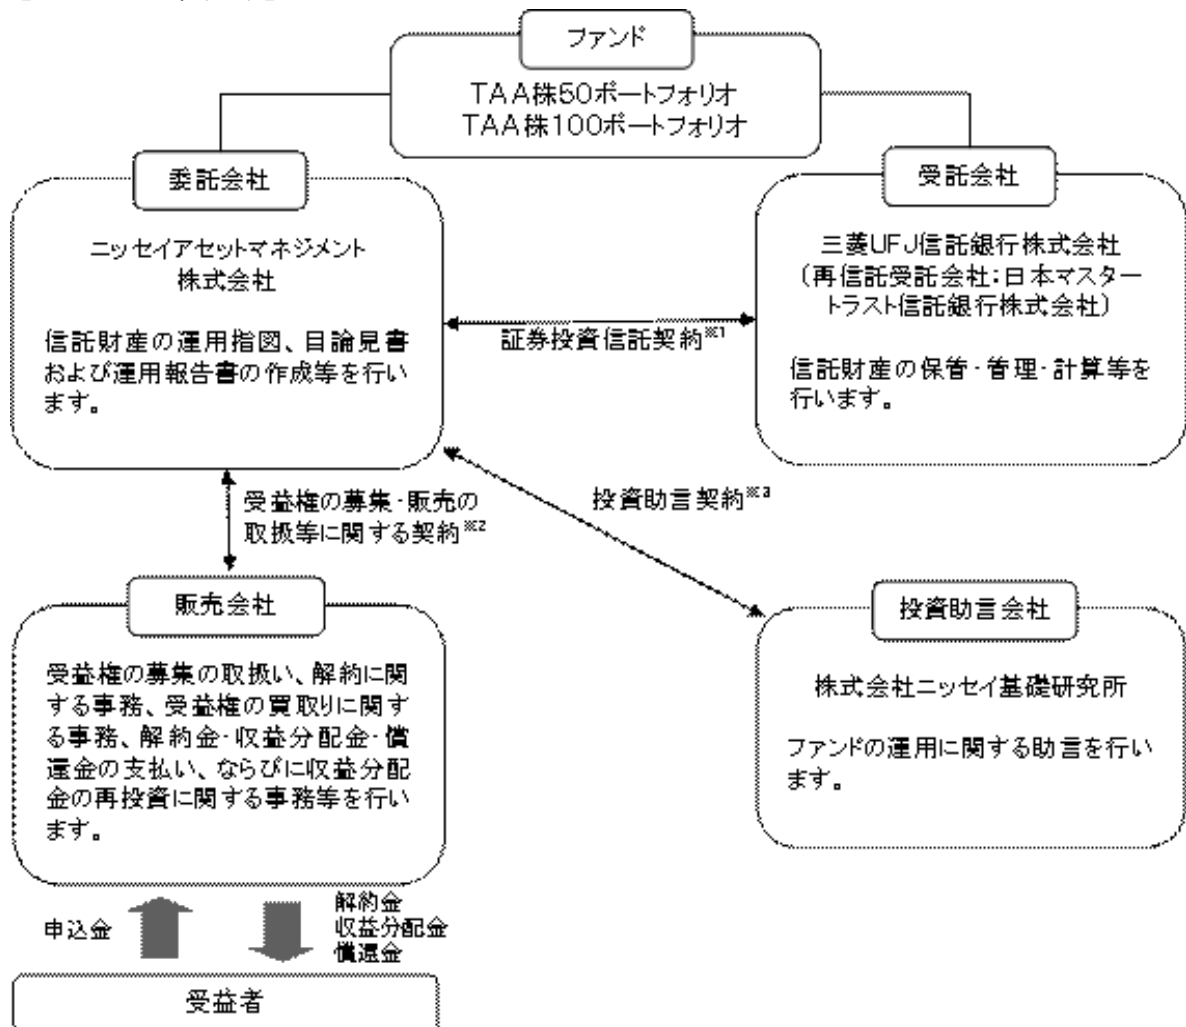 ファンド
TAA株50ポートフォリオ
TAA株100ポートフォリオ
委託会社
ニッセイアセットマネジメント
株式会社
信託財産の運用指図、目論見書
および運用報告書の作成等を行い
ます。
受託会社
三菱UFJ信託銀行株式会社
(再信託受託会社:日本マスター
トラスト信託銀行株式会社)
信託財産の保管・管理・計算等を
行います。
証券投資信託契約※1
受益権の募集・販売の
取扱等に関する契約※2
投資助言契約※3
販売会社
受益権の募集の取扱い、解約に関
する事務、受益権の買取りに関す
る事務、解約金・収益分配金・償
還金の支払い、ならびに収益分配
金の再投資に関する事務等を行い
ます。
投資助言会社
株式会社ニッセイ基礎研究所
ファンドの運用に関する助言を行い
ます。
申込金
解約金
収益分配金
償還金
受益者